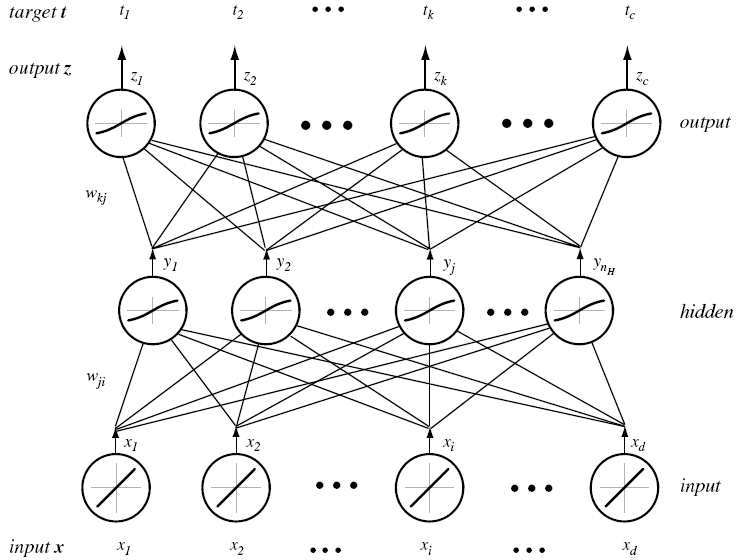 target t t1 t2 ••• tk ••• tc
output z z1 z2 zk zc
••• ••• output
wkj
y1 y2 yj ynH
••• ••• hidden
wji
x1 x2 xi xd
••• ••• input
input x x1 x2 ••• xi ••• xd